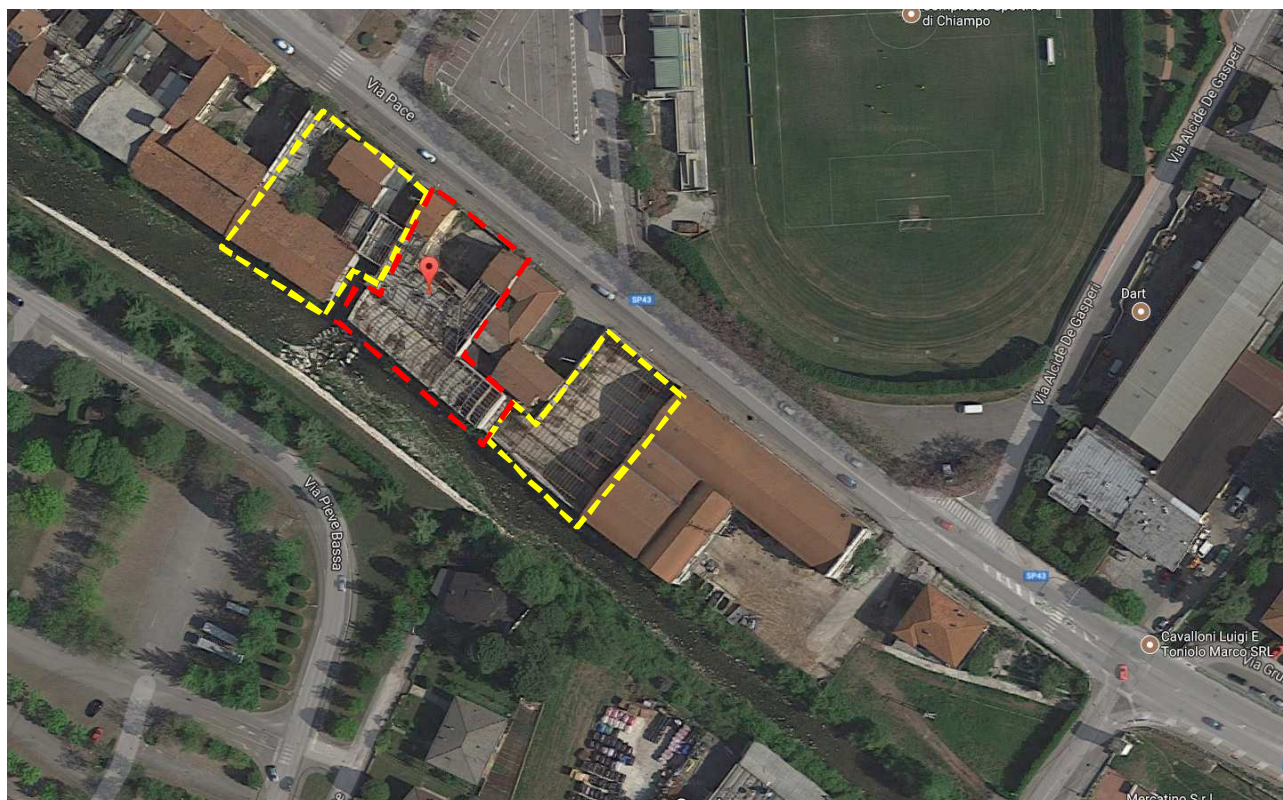 di Chiampo
Via Pace
Via Alcide De Gasperi
SP43
Dart
Via Alcide De Gasperi
Via Pieve Bassa
SP43
Cavalloni Luigi E
Toniolo Marco SRL
Mercatino S.r.l.